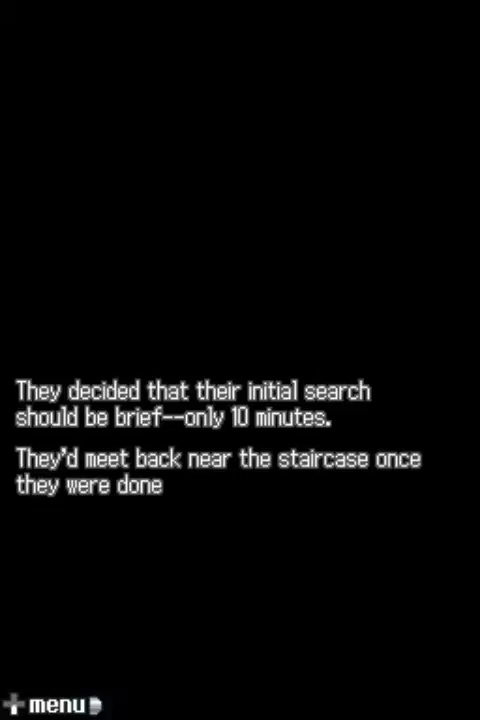 They decided that their initial search
should be brief--only 10 minutes.
They'd meet back near the staircase once
they were done
menu